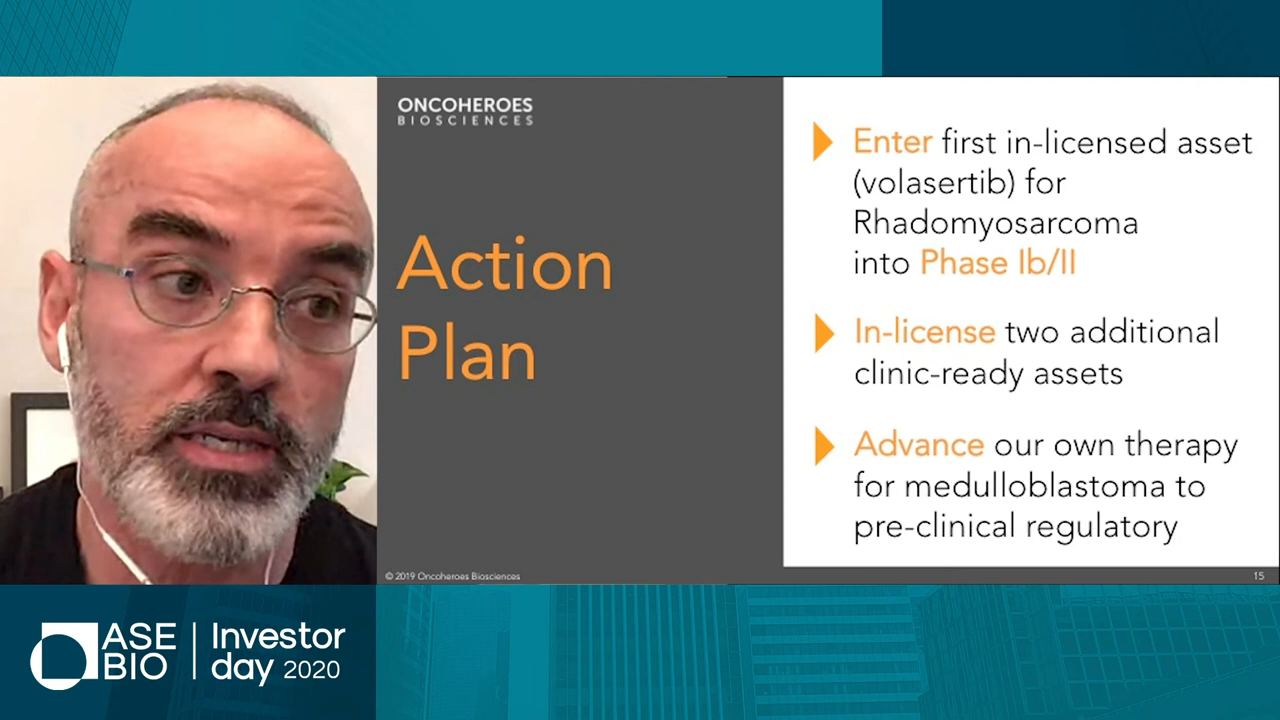 ONCOHEROES
BIOSCIENCES
Action
Plan
Enter first in-licensed asset
(volasertib) for
Rhadomyosarcoma
into Phase Ib/II
In-license two additional
clinic-ready assets
Advance our own therapy
for medulloblastoma to
pre-clinical regulatory
© 2019 Oncoheroes Biosciences
15
ASE
BIO
Investor
day 2020